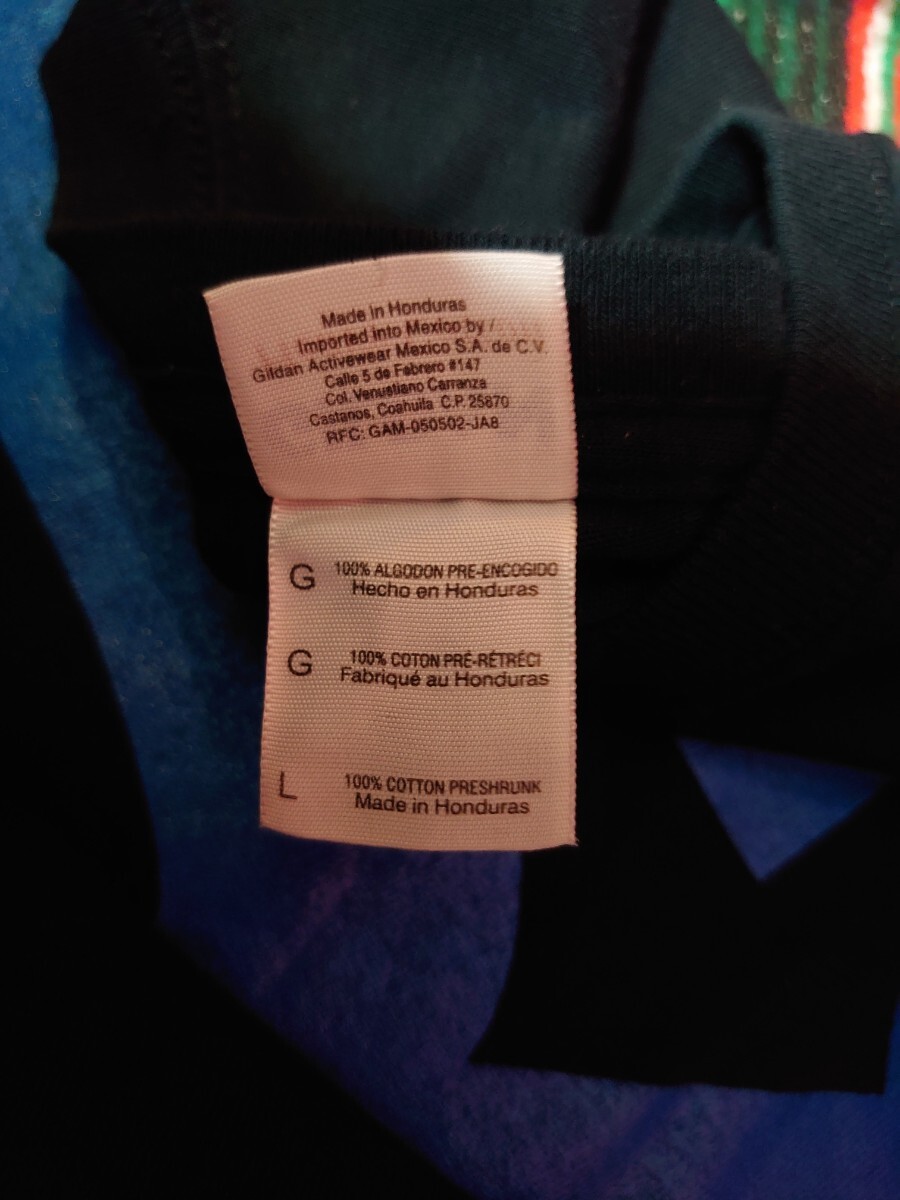 Made in Honduras
Imported into Mexico by /
Gildan Activewear Mexico S.A. de C.V.
Calle 5 de Febrero #147
Col. Venustiano Carranza
Castanos, Coahuila C.P. 25870
RFC: GAM-050502-JA8
G 100% ALGODON PRE-ENCOGIDO
Hecho en Honduras
G 100% COTON PRÉ-RÉTRÉCI
Fabriqué au Honduras
L 100% COTTON PRESHRUNK
Made in Honduras